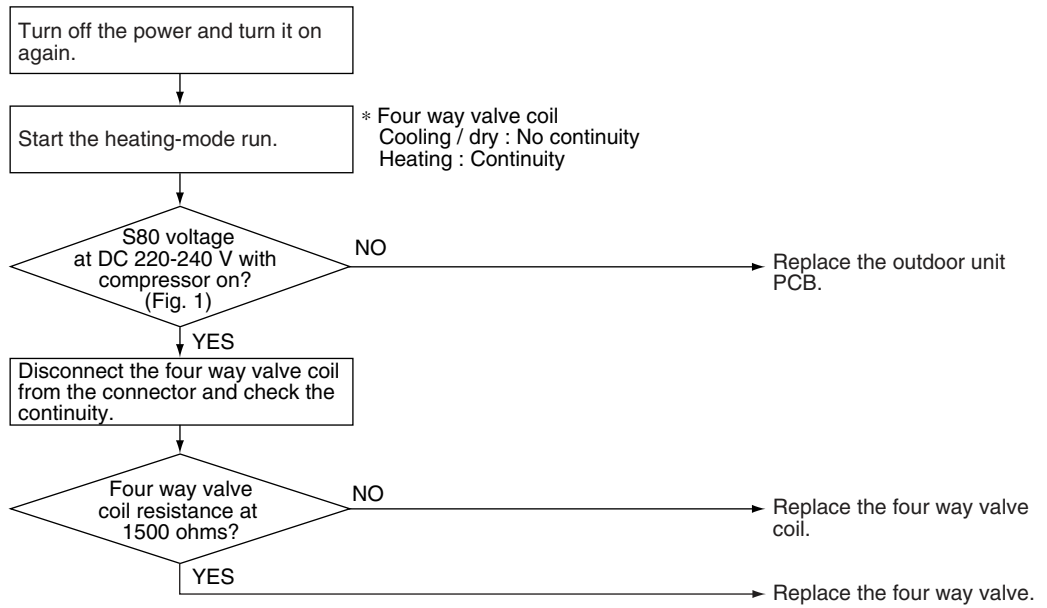 Turn off the power and turn it on
again.
Start the heating-mode run.
* Four way valve coil
Cooling / dry : No continuity
Heating : Continuity
S80 voltage
at DC 220-240 V with
compressor on?
(Fig. 1)
NO
Replace the outdoor unit
PCB.
YES
Disconnect the four way valve coil
from the connector and check the
continuity.
Four way valve
coil resistance at
1500 ohms?
NO
Replace the four way valve
coil.
YES
Replace the four way valve.